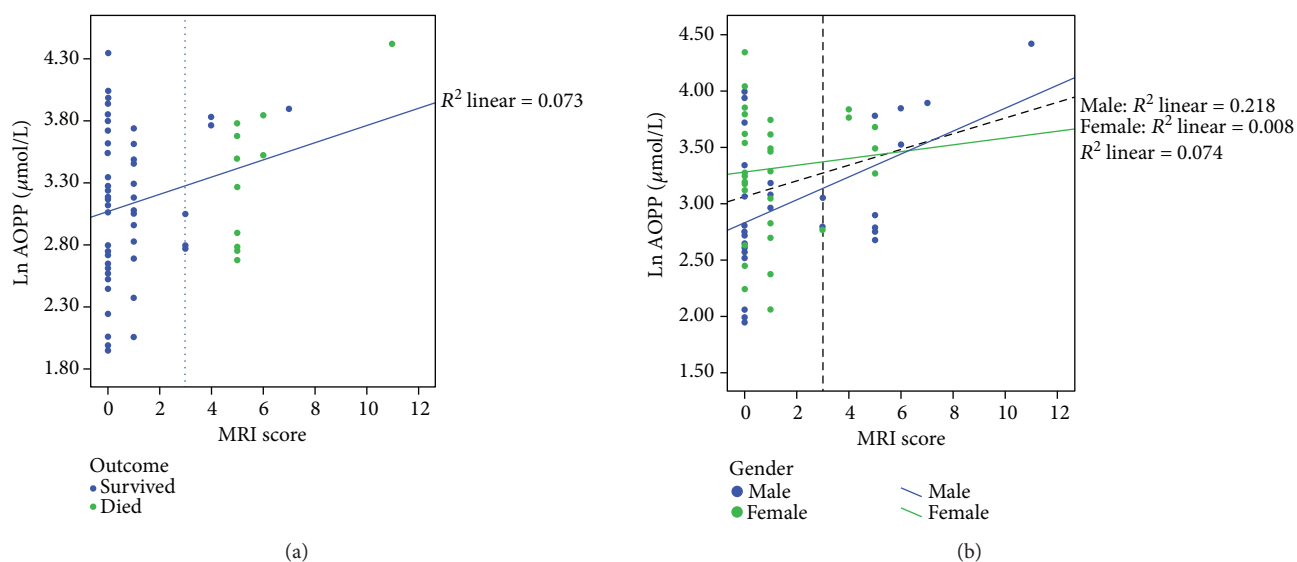 4.30
3.80
3.30
2.80
2.30
1.80
Ln AOPP (μmol/L)
0 2 4 6 8 10 12
MRI score
R² linear = 0.073
Outcome
Survived
Died
(a)
4.50
4.00
3.50
3.00
2.50
2.00
1.50
Ln AOPP (μmol/L)
0 2 4 6 8 10 12
MRI score
Male: R² linear = 0.218
Female: R² linear = 0.008
R² linear = 0.074
Gender
Male Male
Female Female
(b)